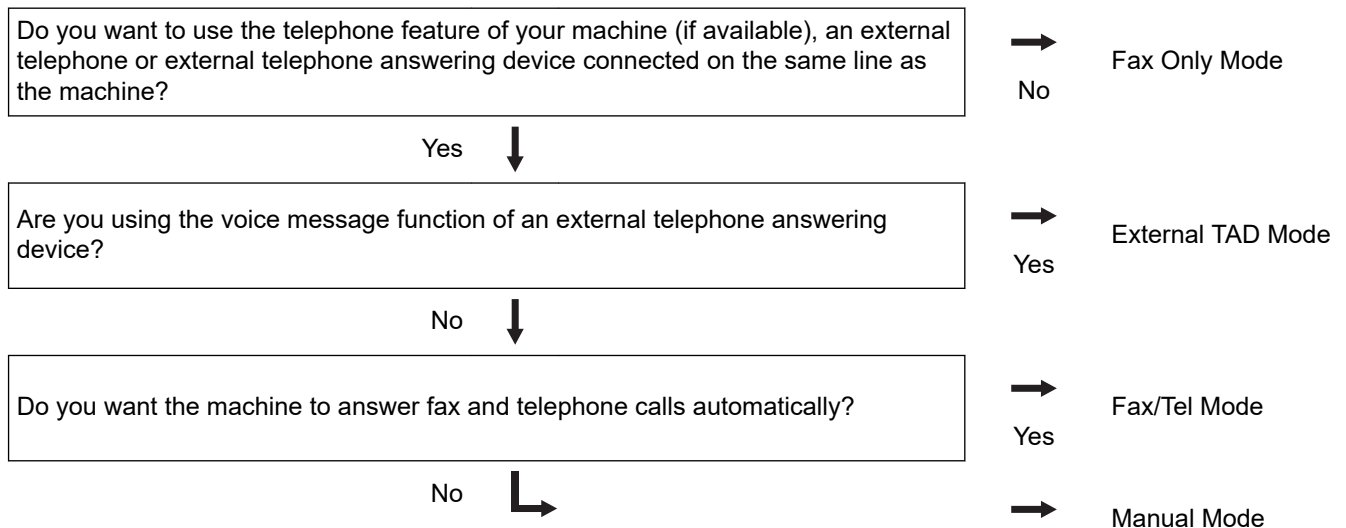 Do you want to use the telephone feature of your machine (if available), an external
telephone or external telephone answering device connected on the same line as
the machine?
No
Fax Only Mode
Yes
Are you using the voice message function of an external telephone answering
device?
Yes
External TAD Mode
No
Do you want the machine to answer fax and telephone calls automatically?
Yes
Fax/Tel Mode
No
Manual Mode